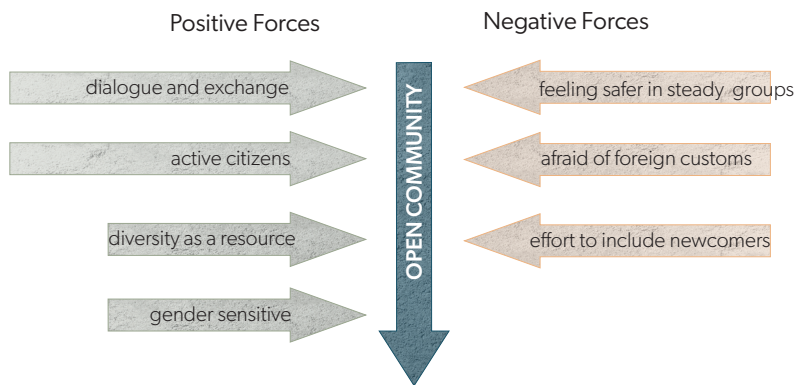 Positive Forces
Negative Forces
dialogue and exchange
feeling safer in steady groups
active citizens
afraid of foreign customs
diversity as a resource
effort to include newcomers
gender sensitive
OPEN COMMUNITY